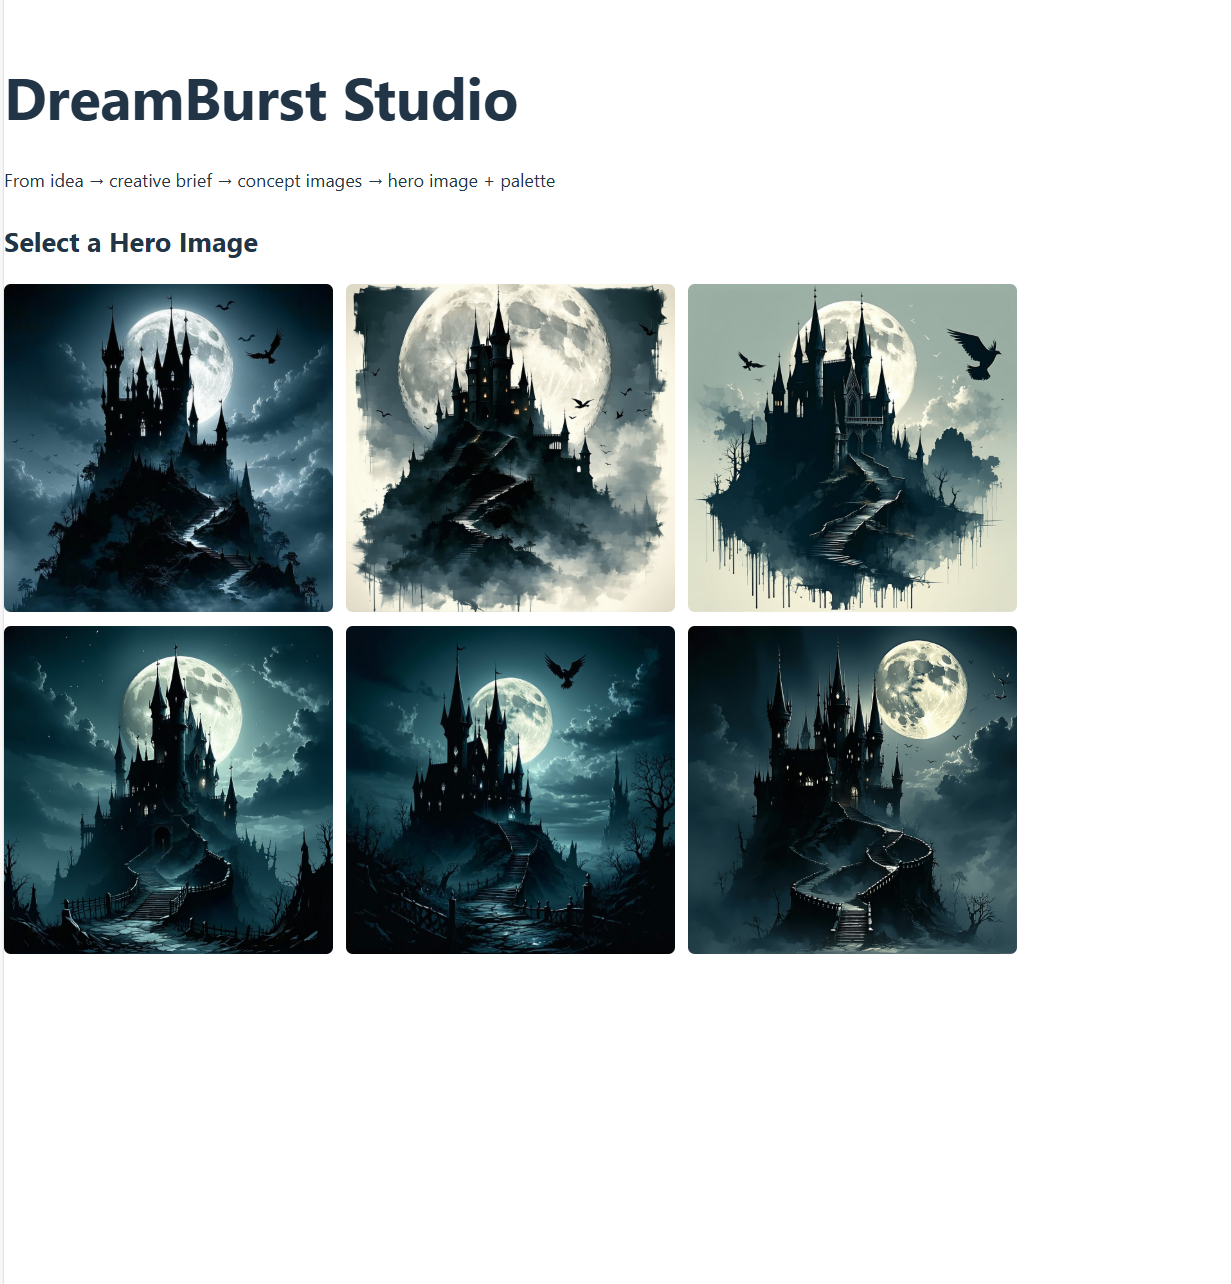 DreamBurst Studio
From idea → creative brief → concept images → hero image + palette
Select a Hero Image